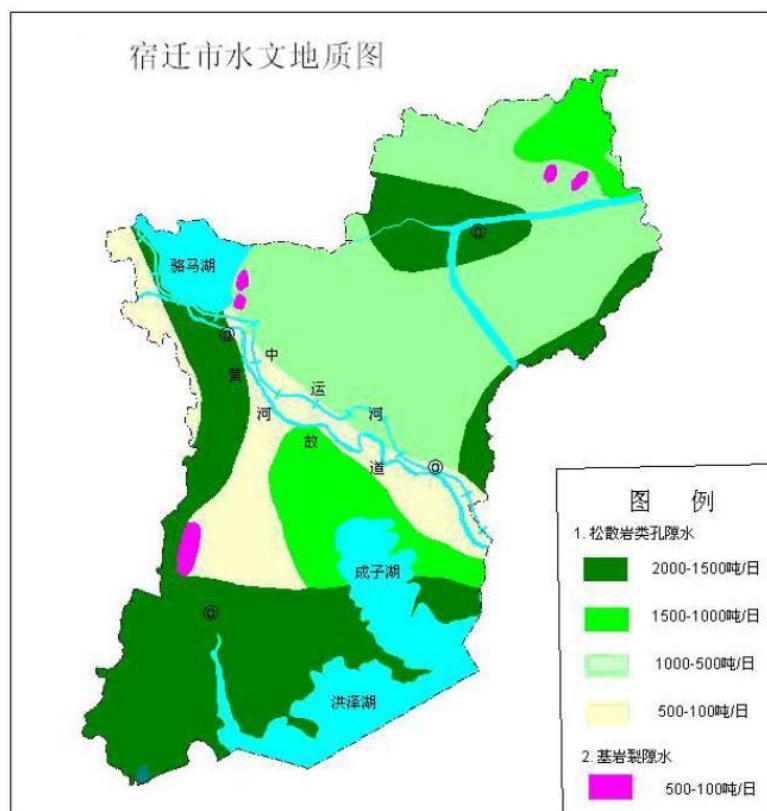 宿迁市水文地质图
骆马湖
中运河
黄河故道
成子湖
洪泽湖
图 例
1. 松散岩类孔隙水
2000-1500吨/日
1500-1000吨/日
1000-500吨/日
500-100吨/日
2. 基岩裂隙水
500-100吨/日